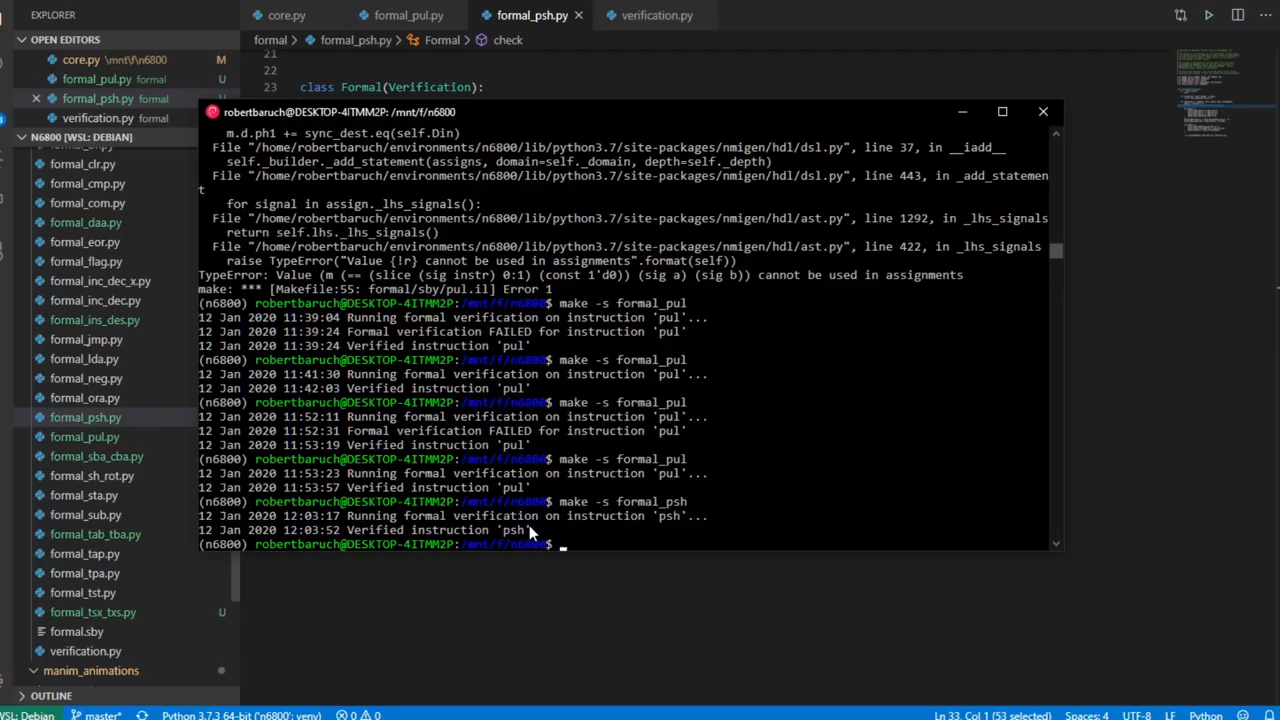 EXPLORER
core.py
formal_pul.py
formal_psh.py
verification.py
OPEN EDITORS
formal > formal_psh.py > Formal > check
core.py \mnt\f\n6800 M
formal_pul.py formal U
formal_psh.py formal U
verification.py formal
N6800 [WSL: DEBIAN]
formal_clr.py
formal_cmp.py
formal_com.py
formal_daa.py
formal_eor.py
formal_flag.py
formal_inc_dec_x.py
formal_inc_dec.py
formal_ins_des.py
formal_jmp.py
formal_lda.py
formal_neg.py
formal_ora.py
formal_psh.py
formal_pul.py
formal_sba_cba.py
formal_sh_rot.py
formal_sta.py
formal_sub.py
formal_tab_tba.py
formal_tap.py
formal_tpa.py
formal_tst.py
formal_tsx_txs.py U
formal.sby
verification.py
manim_animations
OUTLINE
21
22
23 class Formal(Verification):
robertbaruch@DESKTOP-4ITMM2P: /mnt/f/n6800
m.d.ph1 += sync_dest.eq(self.Din)
File "/home/robertbaruch/environments/n6800/lib/python3.7/site-packages/nmigen/hdl/dsl.py", line 37, in __iadd__
self._builder._add_statement(assigns, domain=self._domain, depth=self._depth)
File "/home/robertbaruch/environments/n6800/lib/python3.7/site-packages/nmigen/hdl/dsl.py", line 443, in _add_statemen
t
for signal in assign._lhs_signals():
File "/home/robertbaruch/environments/n6800/lib/python3.7/site-packages/nmigen/hdl/ast.py", line 1292, in _lhs_signals
return self.lhs._lhs_signals()
File "/home/robertbaruch/environments/n6800/lib/python3.7/site-packages/nmigen/hdl/ast.py", line 422, in _lhs_signals
raise TypeError("Value {!r} cannot be used in assignments".format(self))
TypeError: Value (m (== (slice (sig instr) 0:1) (const 1'd0)) (sig a) (sig b)) cannot be used in assignments
make: *** [Makefile:55: formal/sby/pul.il] Error 1
(n6800) robertbaruch@DESKTOP-4ITMM2P:/mnt/f/n6800$ make -s formal_pul
12 Jan 2020 11:39:04 Running formal verification on instruction 'pul'...
12 Jan 2020 11:39:24 Formal verification FAILED for instruction 'pul'
12 Jan 2020 11:39:24 Verified instruction 'pul'
(n6800) robertbaruch@DESKTOP-4ITMM2P:/mnt/f/n6800$ make -s formal_pul
12 Jan 2020 11:41:30 Running formal verification on instruction 'pul'...
12 Jan 2020 11:42:03 Verified instruction 'pul'
(n6800) robertbaruch@DESKTOP-4ITMM2P:/mnt/f/n6800$ make -s formal_pul
12 Jan 2020 11:52:11 Running formal verification on instruction 'pul'...
12 Jan 2020 11:52:31 Formal verification FAILED for instruction 'pul'
12 Jan 2020 11:53:19 Verified instruction 'pul'
(n6800) robertbaruch@DESKTOP-4ITMM2P:/mnt/f/n6800$ make -s formal_pul
12 Jan 2020 11:53:23 Running formal verification on instruction 'pul'...
12 Jan 2020 11:53:57 Verified instruction 'pul'
(n6800) robertbaruch@DESKTOP-4ITMM2P:/mnt/f/n6800$ make -s formal_psh
12 Jan 2020 12:03:17 Running formal verification on instruction 'psh'...
12 Jan 2020 12:03:52 Verified instruction 'psh'
(n6800) robertbaruch@DESKTOP-4ITMM2P:/mnt/f/n6800$
WSL: Debian
master*
Python 3.7.3 64-bit ('n6800': venv)
0
0
Ln 33, Col 1 (53 selected)
Spaces: 4
UTF-8
LF
Python